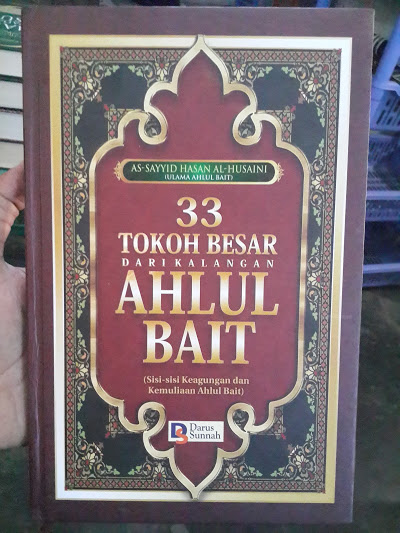 AS-SAYYID HASAN AL-HUSAINI
(ULAMA AHLUL BAIT)
33
TOKOH BESAR
DARI KALANGAN
AHLUL
BAIT
(Sisi-sisi Keagungan dan
Kemuliaan Ahlul Bait)
DS
Darus
Sunnah